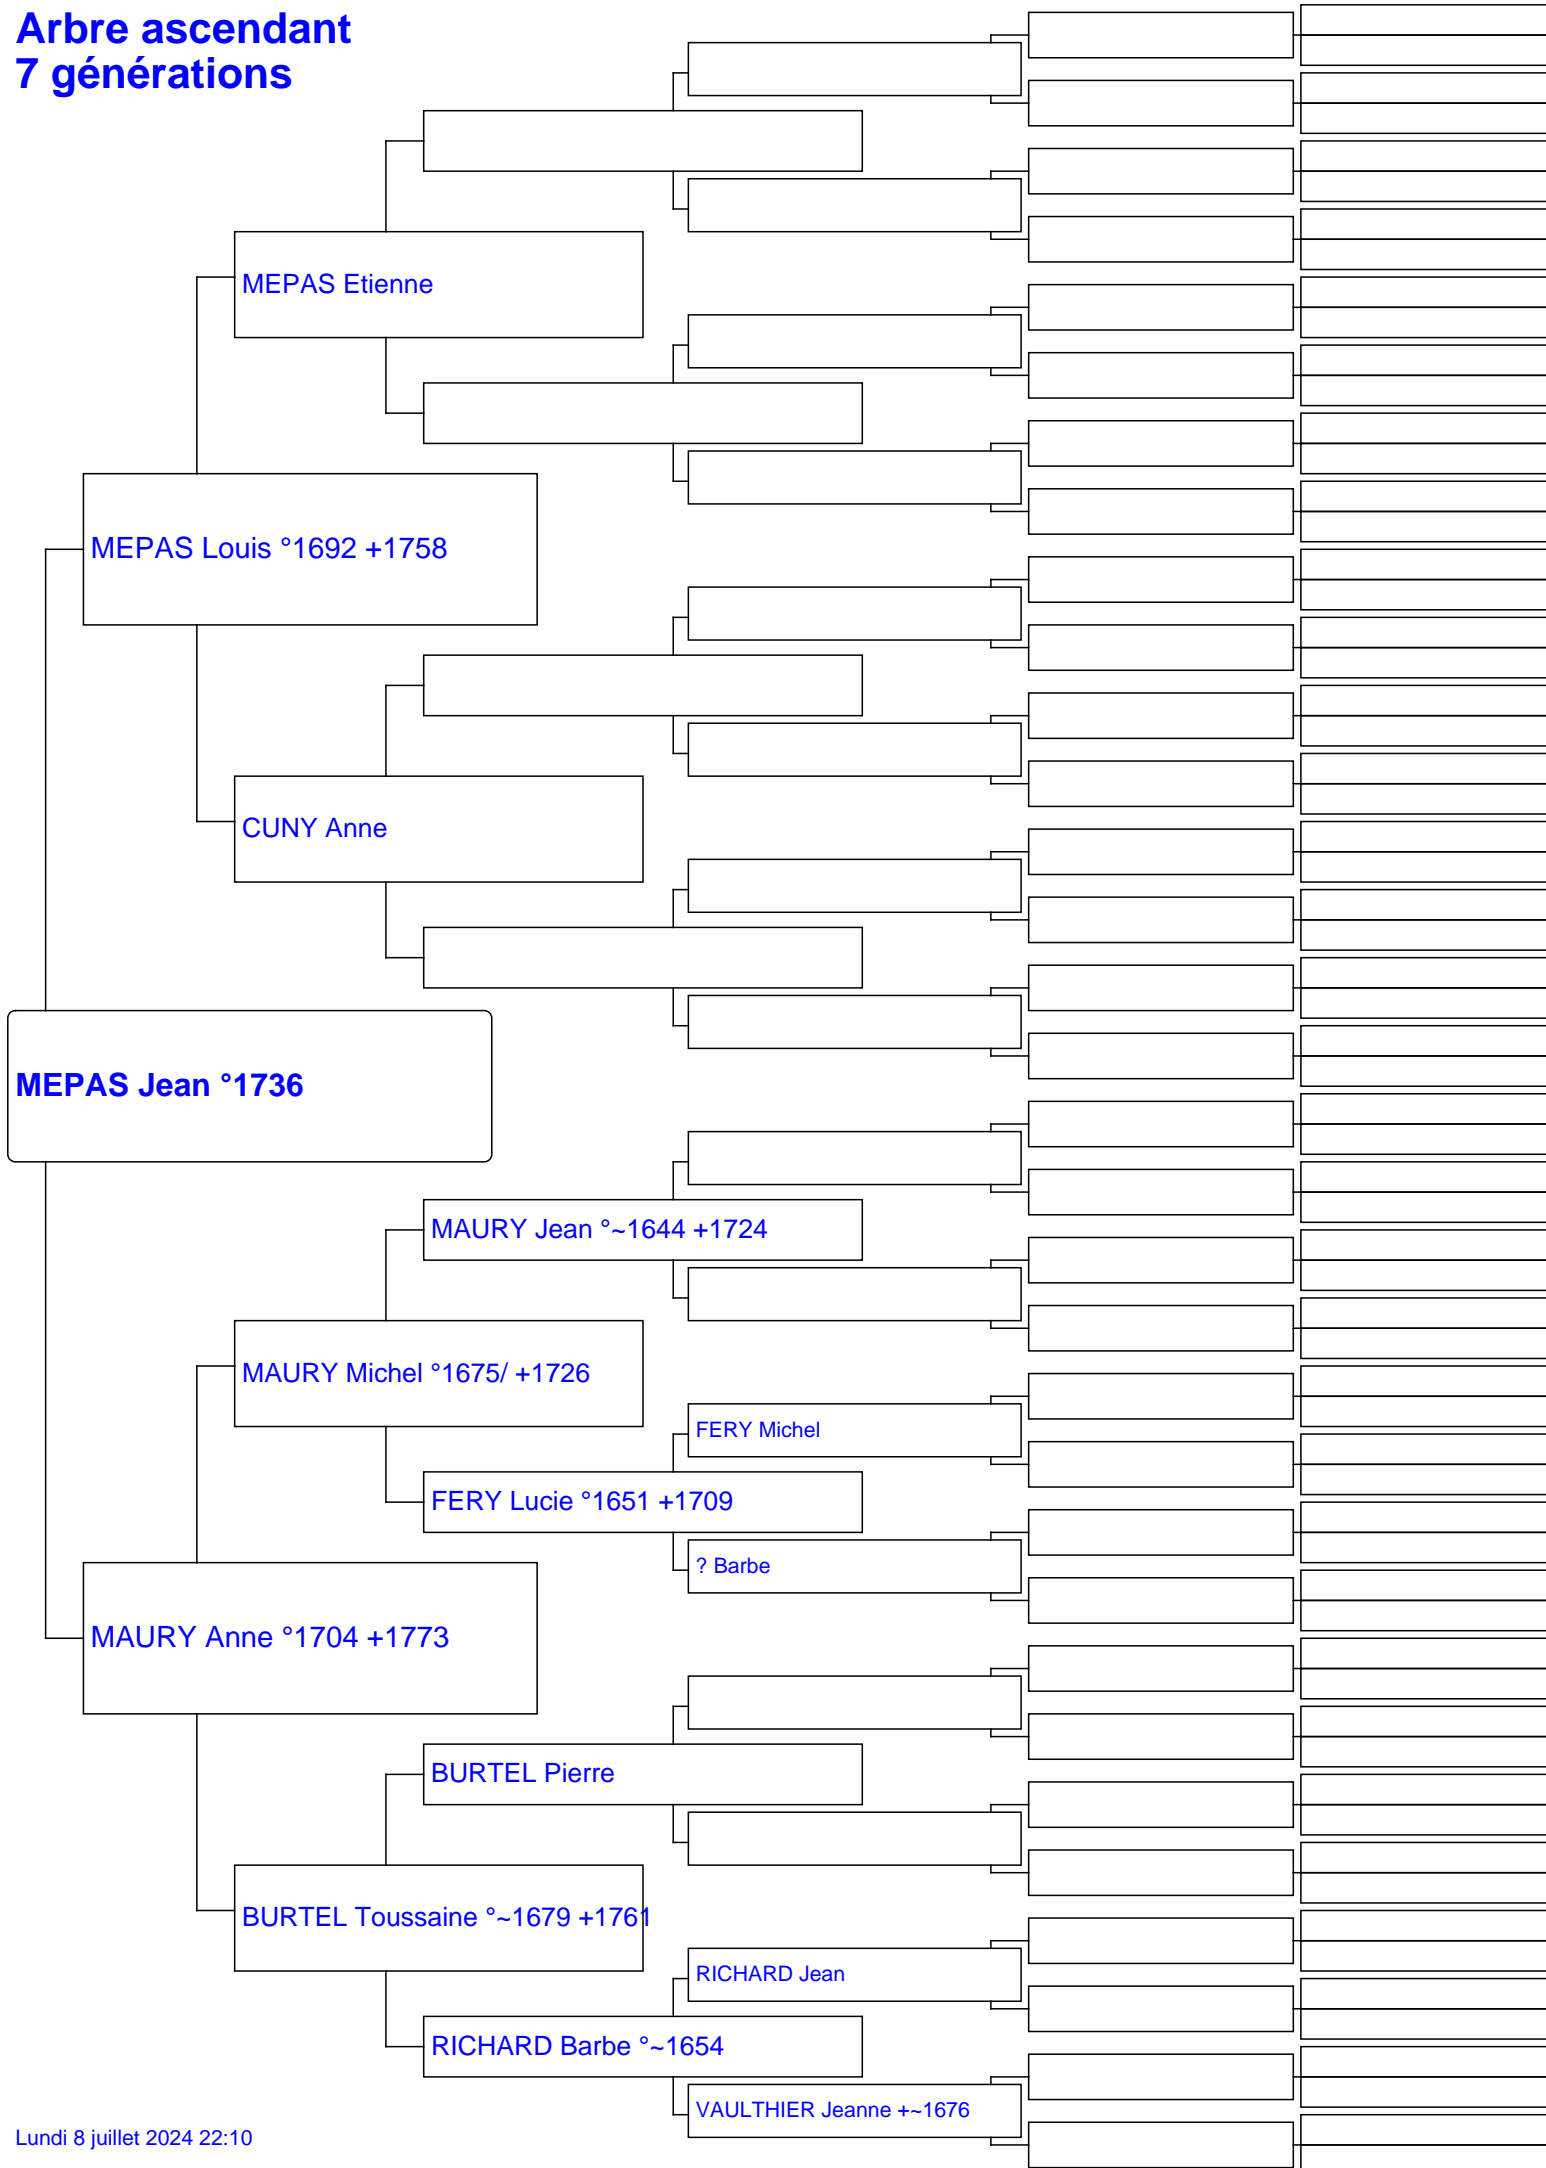 Arbre ascendant
7 générations
MEPAS Etienne
MEPAS Louis °1692 +1758
CUNY Anne
MEPAS Jean °1736
MAURY Jean °~1644 +1724
MAURY Michel °1675/ +1726
FERY Michel
FERY Lucie °1651 +1709
? Barbe
MAURY Anne °1704 +1773
BURTEL Pierre
BURTEL Toussaine °~1679 +1761
RICHARD Jean
RICHARD Barbe °~1654
VAULTHIER Jeanne +~1676
Lundi 8 juillet 2024 22:10